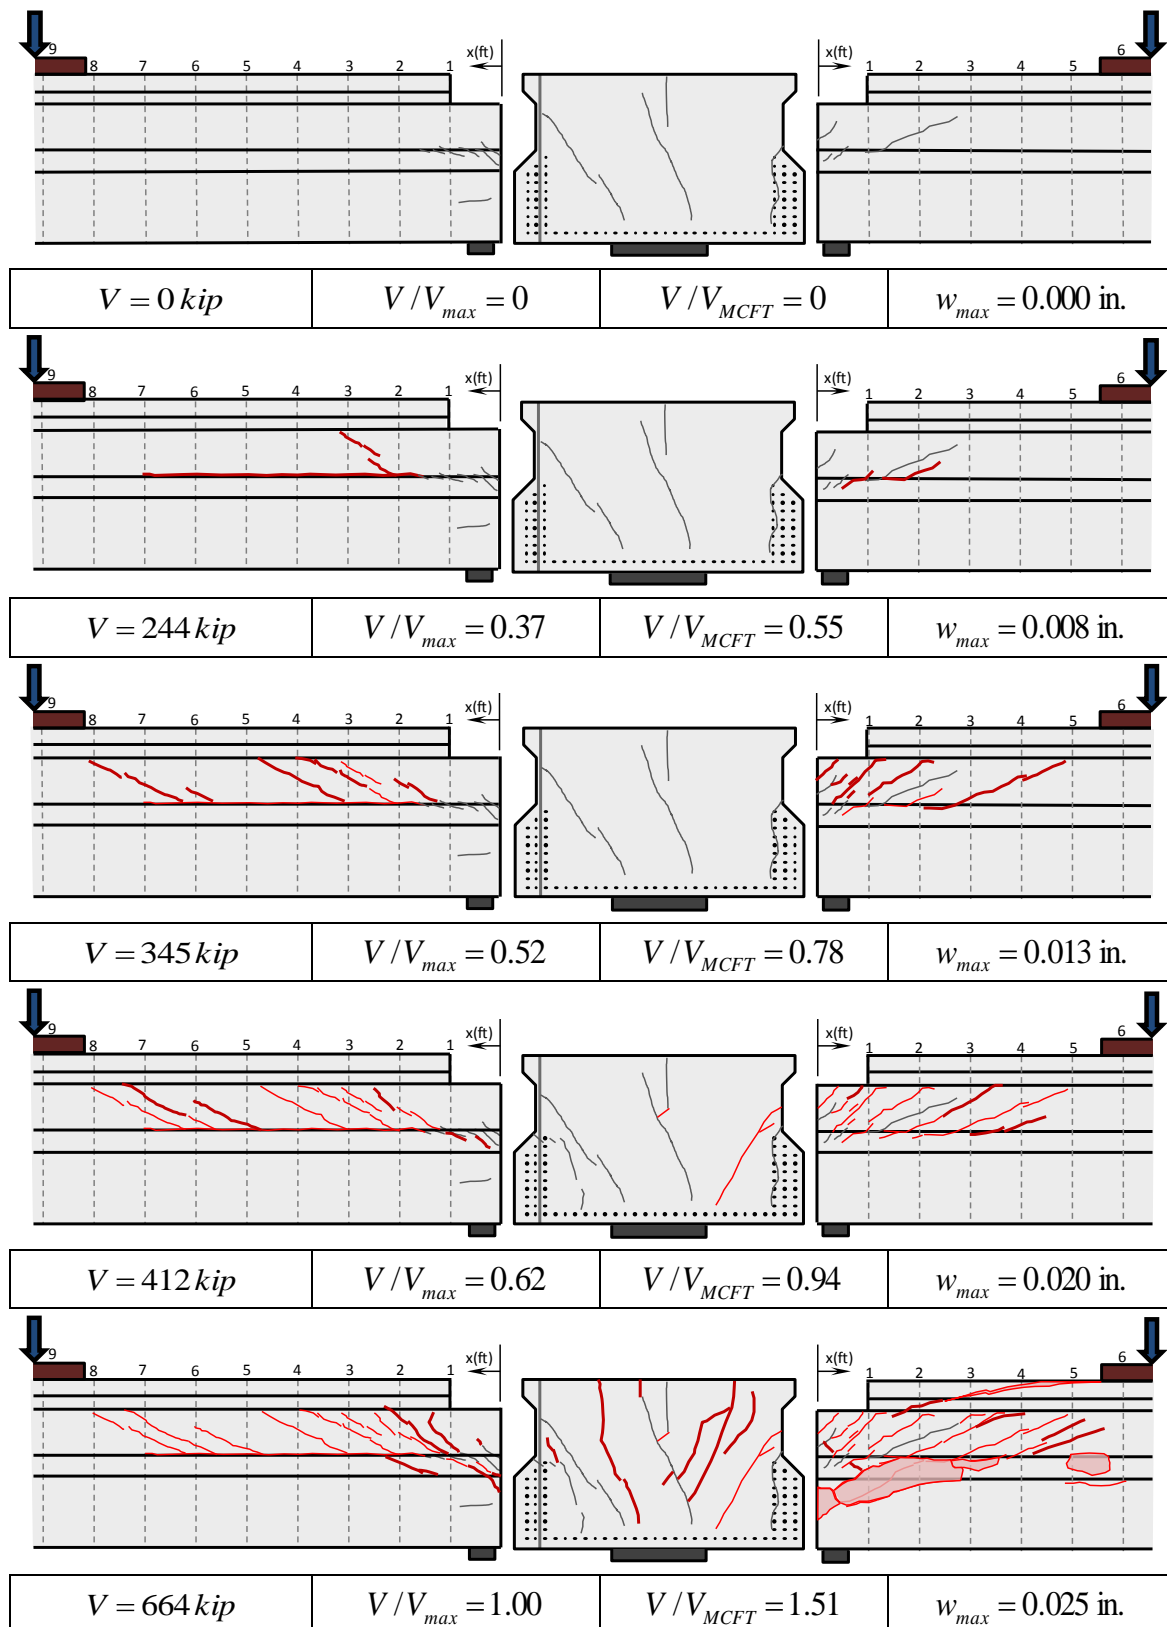 9 8 7 6 5 4 3 2 1 x(ft) x(ft) 1 2 3 4 5 6
V = 0 kip V/V_max = 0 V/V_MCFT = 0 w_max = 0.000 in.
9 8 7 6 5 4 3 2 1 x(ft) x(ft) 1 2 3 4 5 6
V = 244 kip V/V_max = 0.37 V/V_MCFT = 0.55 w_max = 0.008 in.
9 8 7 6 5 4 3 2 1 x(ft) x(ft) 1 2 3 4 5 6
V = 345 kip V/V_max = 0.52 V/V_MCFT = 0.78 w_max = 0.013 in.
9 8 7 6 5 4 3 2 1 x(ft) x(ft) 1 2 3 4 5 6
V = 412 kip V/V_max = 0.62 V/V_MCFT = 0.94 w_max = 0.020 in.
9 8 7 6 5 4 3 2 1 x(ft) x(ft) 1 2 3 4 5 6
V = 664 kip V/V_max = 1.00 V/V_MCFT = 1.51 w_max = 0.025 in.